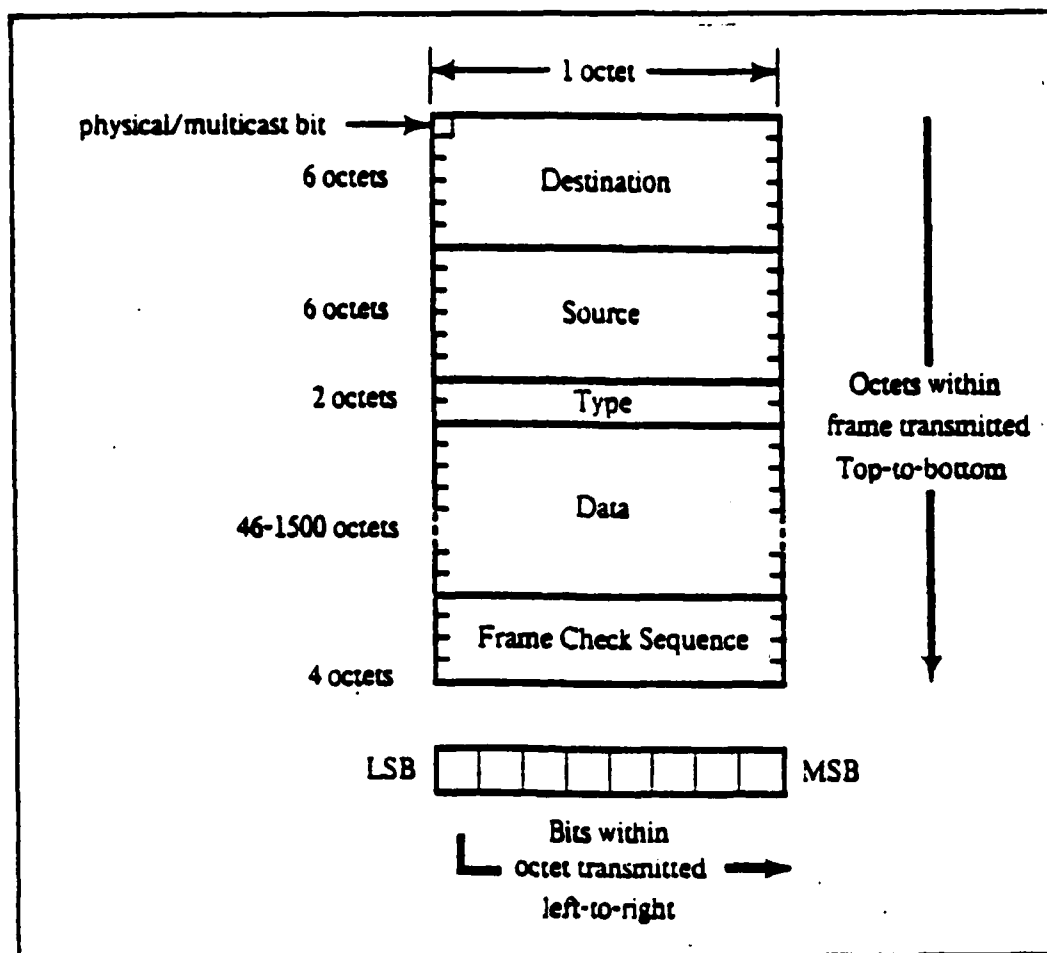 1 octet
physical/multicast bit
6 octets
Destination
6 octets
Source
2 octets
Type
Octets within
frame transmitted
Top-to-bottom
46-1500 octets
Data
Frame Check Sequence
4 octets
LSB
MSB
Bits within
octet transmitted
left-to-right